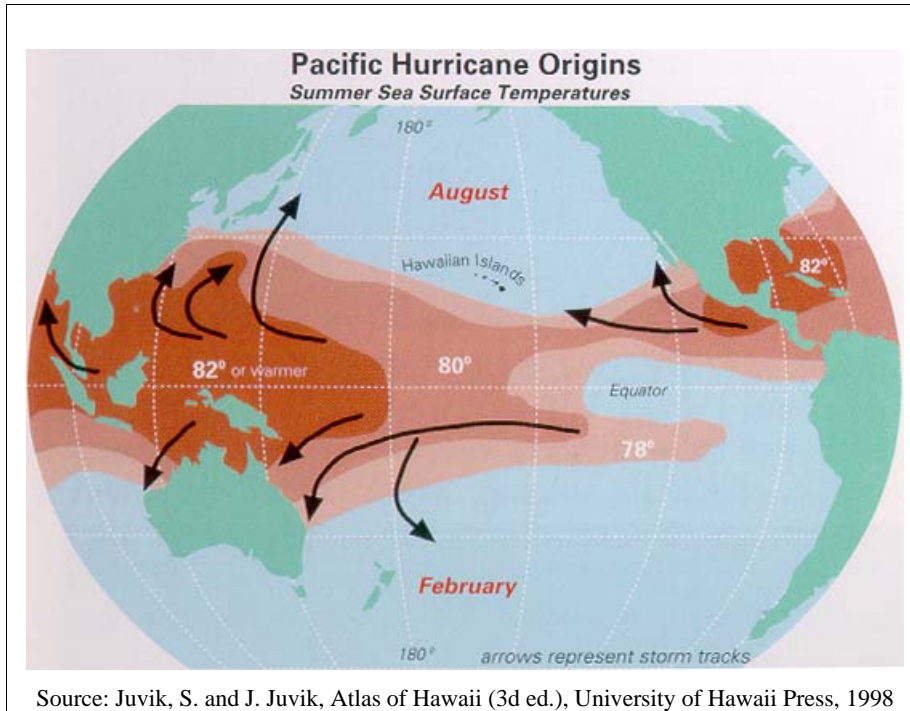 Pacific Hurricane Origins
Summer Sea Surface Temperatures
180°
August
Hawaiian Islands
82°
82° or warmer
80°
Equator
78°
February
180°
arrows represent storm tracks
Source: Juvik, S. and J. Juvik, Atlas of Hawaii (3d ed.), University of Hawaii Press, 1998